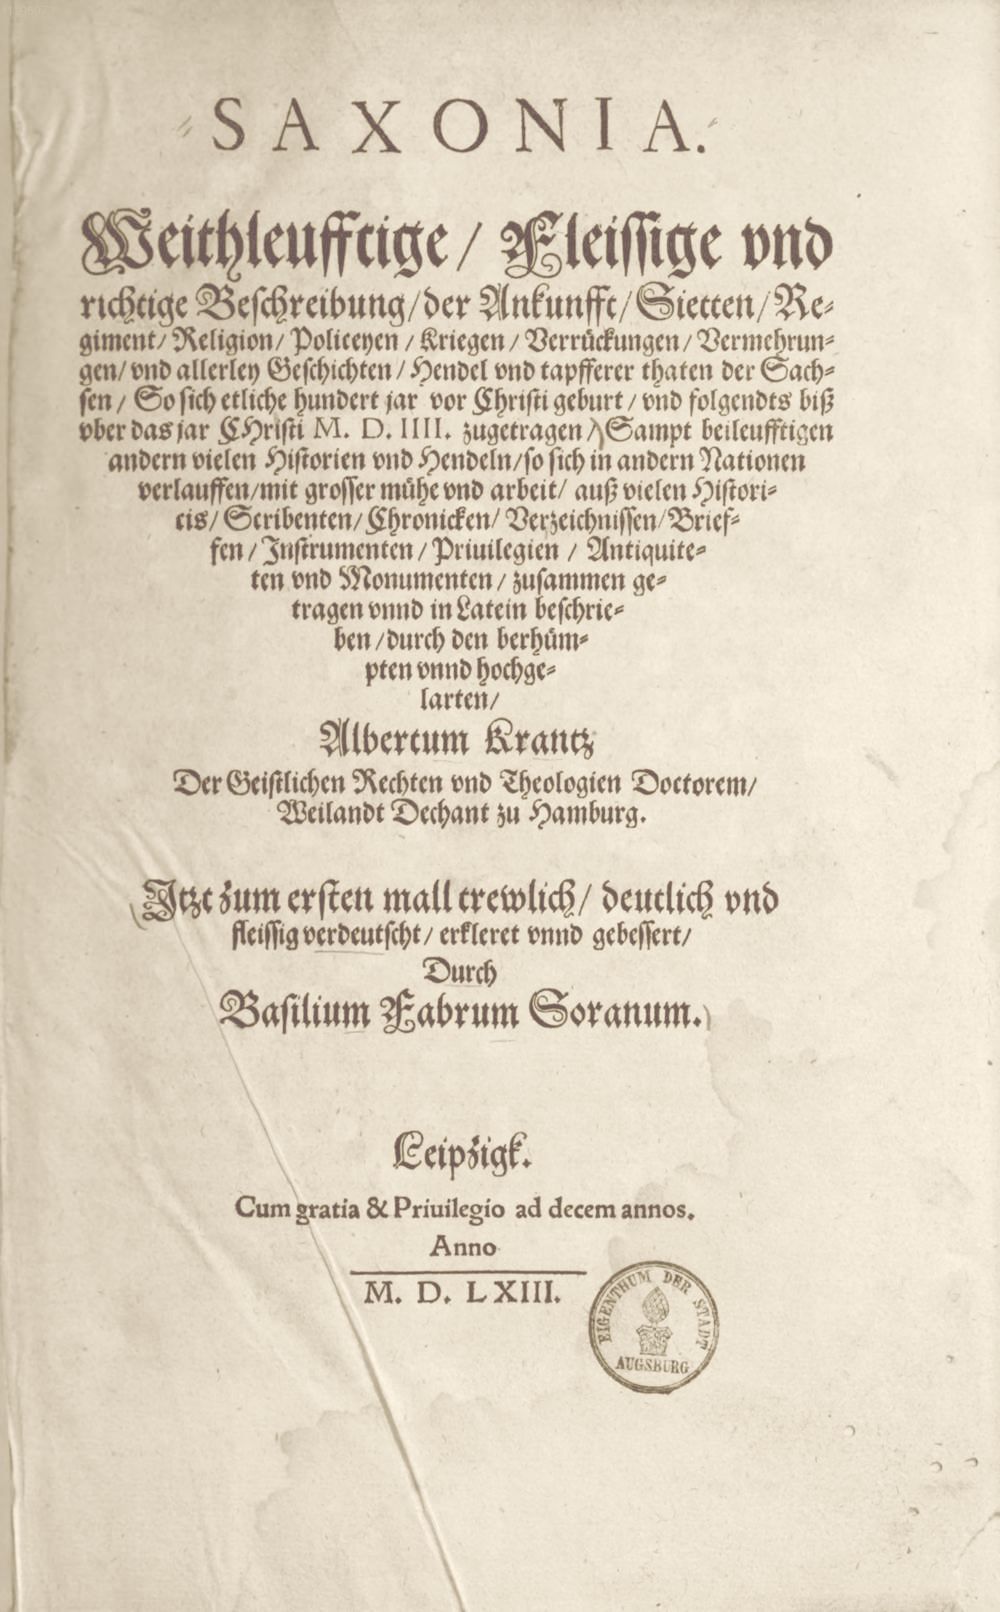 SAXONIA.
Weithleufftige/ Fleissige vnd
richtige Beschreibung/der Ankunfft/Sietten/Re-
giment/Religion/Policeyen/Kriegen/Verrückungen/Vermehrun-
gen/vnd allerley Geschichten/Hendel vnd tapfferer thaten der Sach-
sen/ So sich etliche hundert jar vor Christi geburt/vnd folgendts biß
vber das jar CHristi M. D. IIII. zugetragen/Sampt beileufftigen
andern vielen Historien vnd Hendeln/so sich in andern Nationen
verlauffen/mit grosser mühe vnd arbeit/ auß vielen Histori-
cis/Scribenten/Chronicken/Verzeichnissen/Brief-
fen/Instrumenten/Priuilegien/Antiquite-
ten vnd Monumenten/zusammen ge-
tragen vnnd in Latein beschrie-
ben/durch den berhüm-
pten vnnd hochge-
larten/
Albertum Krantz
Der Geistlichen Rechten vnd Theologien Doctorem/
Weilandt Dechant zu Hamburg.
Itzt zum ersten mall trewlich/ deutlich vnd
fleissig verdeutscht/ erkleret vnnd gebessert/
Durch
Basilium Fabrum Soranum.
Leipzigk.
Cum gratia & Priuilegio ad decem annos.
Anno
M. D. LXIII.
EIGENTHUM DER STADT
AUGSBURG